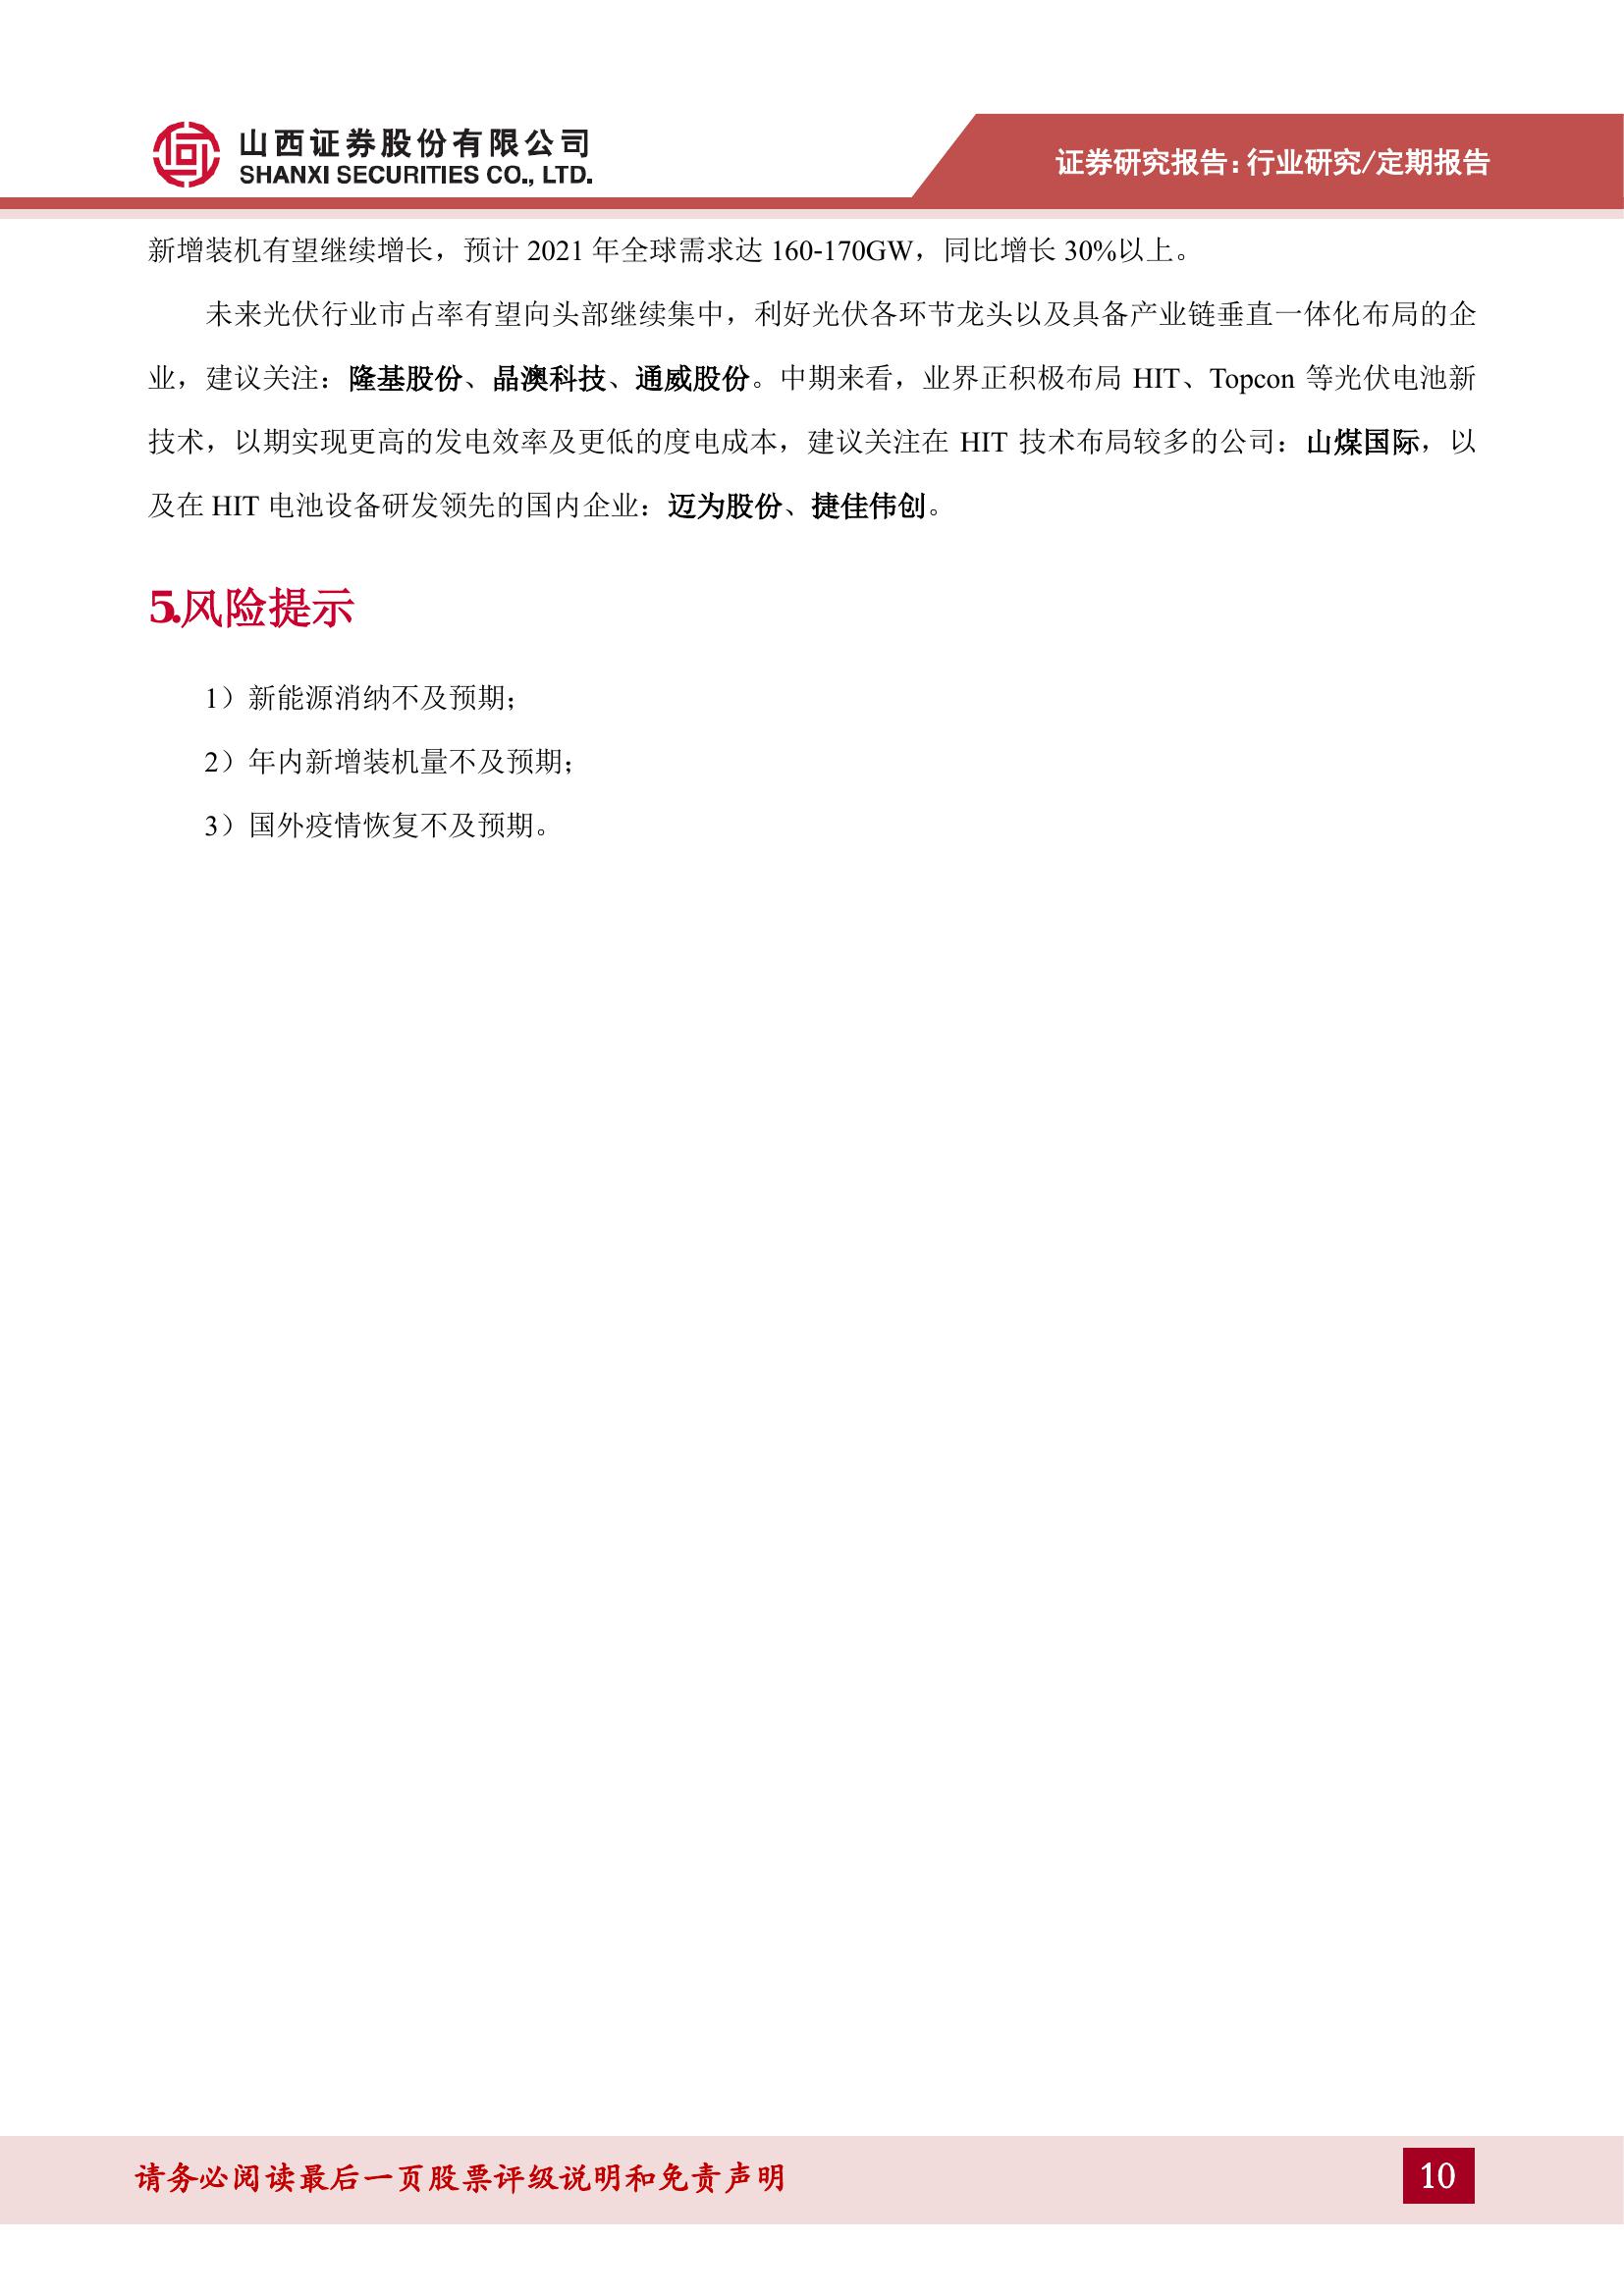 山西证券股份有限公司
SHANXI SECURITIES CO., LTD.
证券研究报告：行业研究/定期报告
新增装机有望继续增长，预计 2021 年全球需求达 160-170GW，同比增长 30%以上。
未来光伏行业市占率有望向头部继续集中，利好光伏各环节龙头以及具备产业链垂直一体化布局的企
业，建议关注：隆基股份、晶澳科技、通威股份。中期来看，业界正积极布局 HIT、Topcon 等光伏电池新
技术，以期实现更高的发电效率及更低的度电成本，建议关注在 HIT 技术布局较多的公司：山煤国际，以
及在 HIT 电池设备研发领先的国内企业：迈为股份、捷佳伟创。
5.风险提示
1）新能源消纳不及预期；
2）年内新增装机量不及预期；
3）国外疫情恢复不及预期。
请务必阅读最后一页股票评级说明和免责声明
10